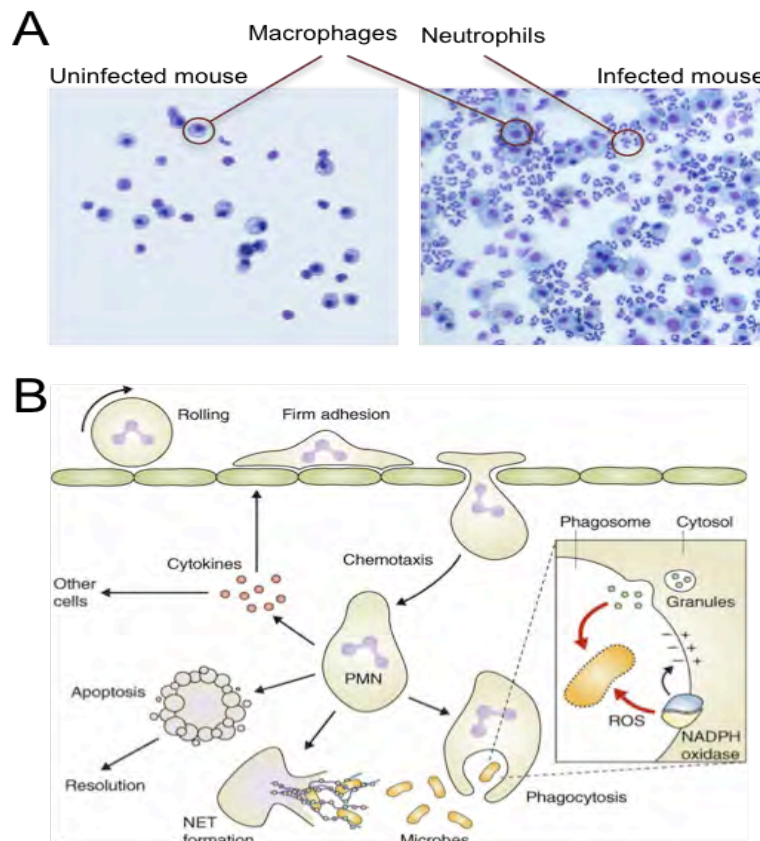 A
Macrophages Neutrophils
Uninfected mouse
Infected mouse
B
Rolling
Firm adhesion
Phagosome Cytosol
Chemotaxis
Cytokines
Other
cells
Granules
Apoptosis
PMN
ROS
NADPH
oxidase
Resolution
Phagocytosis
NET
formation
Microbes